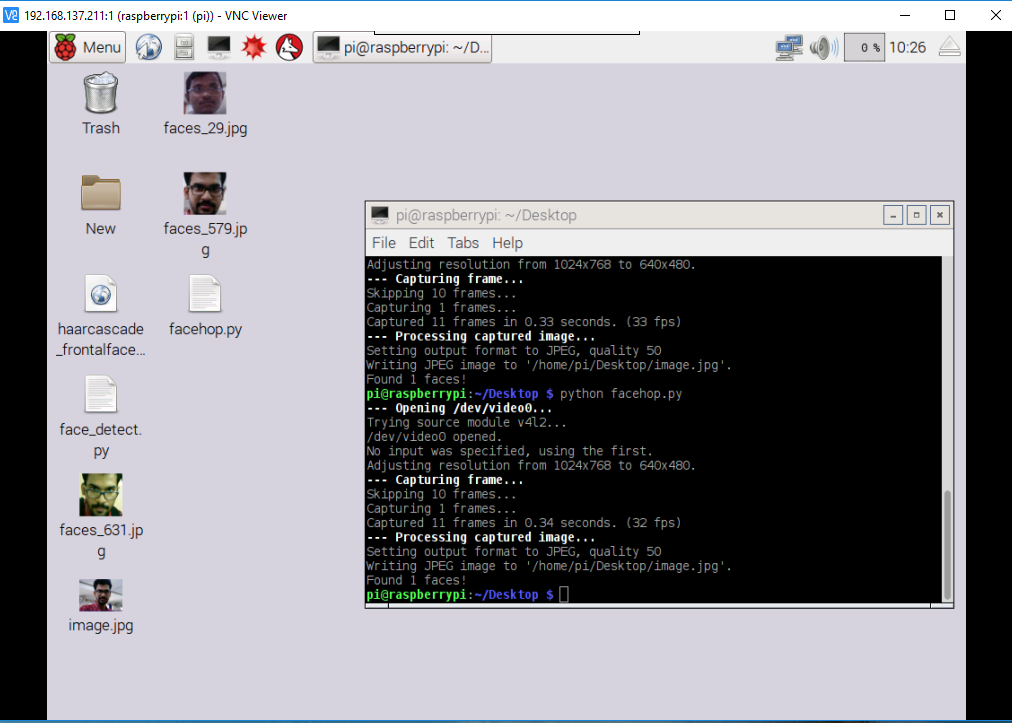 192.168.137.211:1 (raspberrypi:1 (pi)) - VNC Viewer
Menu
pi@raspberrypi: ~/D...
0 %
10:26
Trash
faces_29.jpg
New
faces_579.jp
g
haarcascade
_frontalface...
facehop.py
face_detect.
py
faces_631.jp
g
image.jpg
pi@raspberrypi: ~/Desktop
File Edit Tabs Help
Adjusting resolution from 1024x768 to 640x480.
--- Capturing frame...
Skipping 10 frames...
Capturing 1 frames...
Captured 11 frames in 0.33 seconds. (33 fps)
--- Processing captured image...
Setting output format to JPEG, quality 50
Writing JPEG image to '/home/pi/Desktop/image.jpg'.
Found 1 faces!
pi@raspberrypi:~/Desktop $ python facehop.py
--- Opening /dev/video0...
Trying source module v4l2...
/dev/video0 opened.
No input was specified, using the first.
Adjusting resolution from 1024x768 to 640x480.
--- Capturing frame...
Skipping 10 frames...
Capturing 1 frames...
Captured 11 frames in 0.34 seconds. (32 fps)
--- Processing captured image...
Setting output format to JPEG, quality 50
Writing JPEG image to '/home/pi/Desktop/image.jpg'.
Found 1 faces!
pi@raspberrypi:~/Desktop $